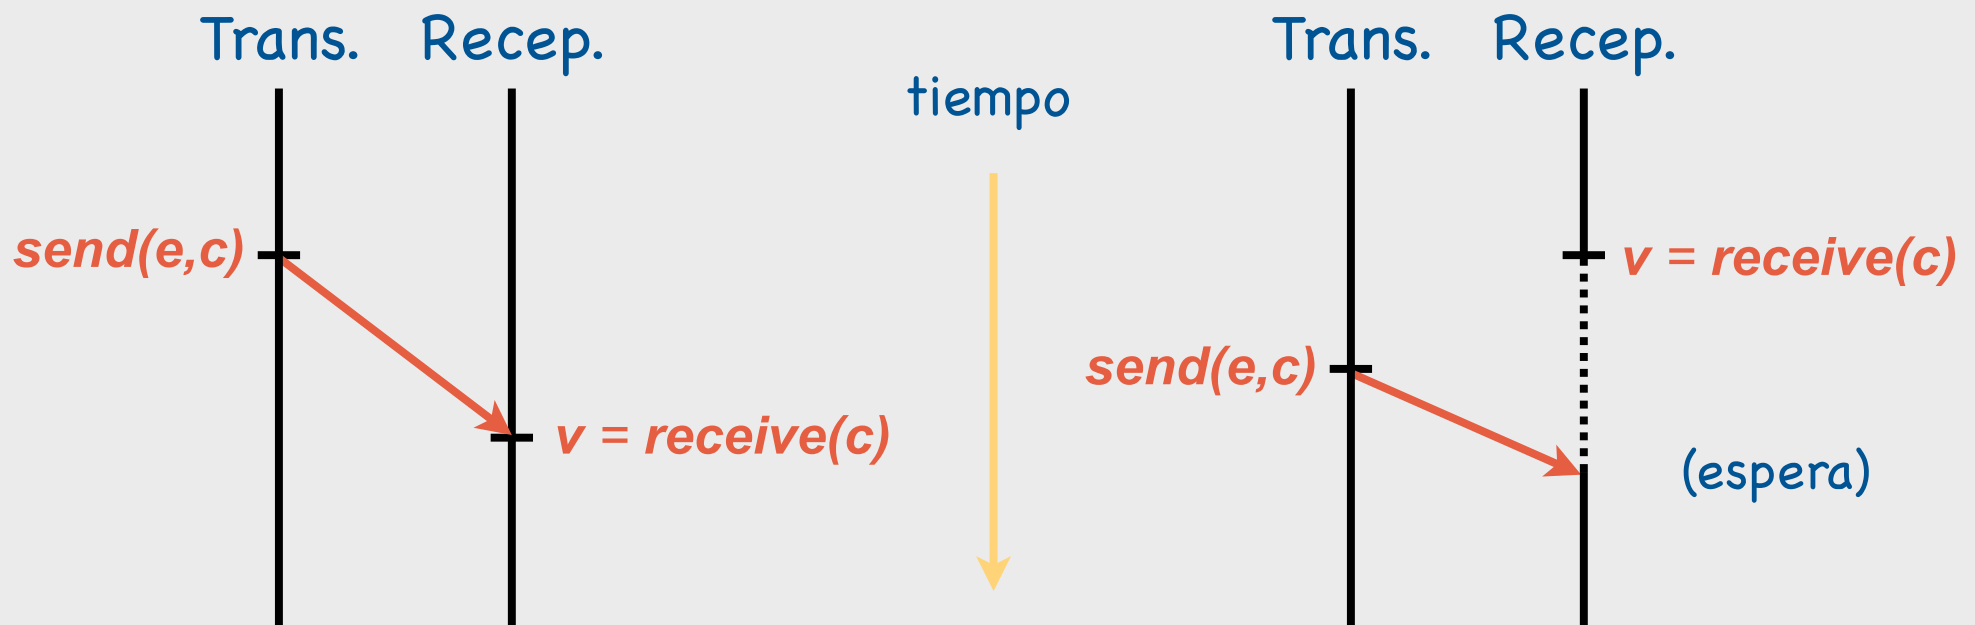 Trans. Recep.
send(e,c)
v = receive(c)
tiempo
Trans. Recep.
v = receive(c)
send(e,c)
(espera)